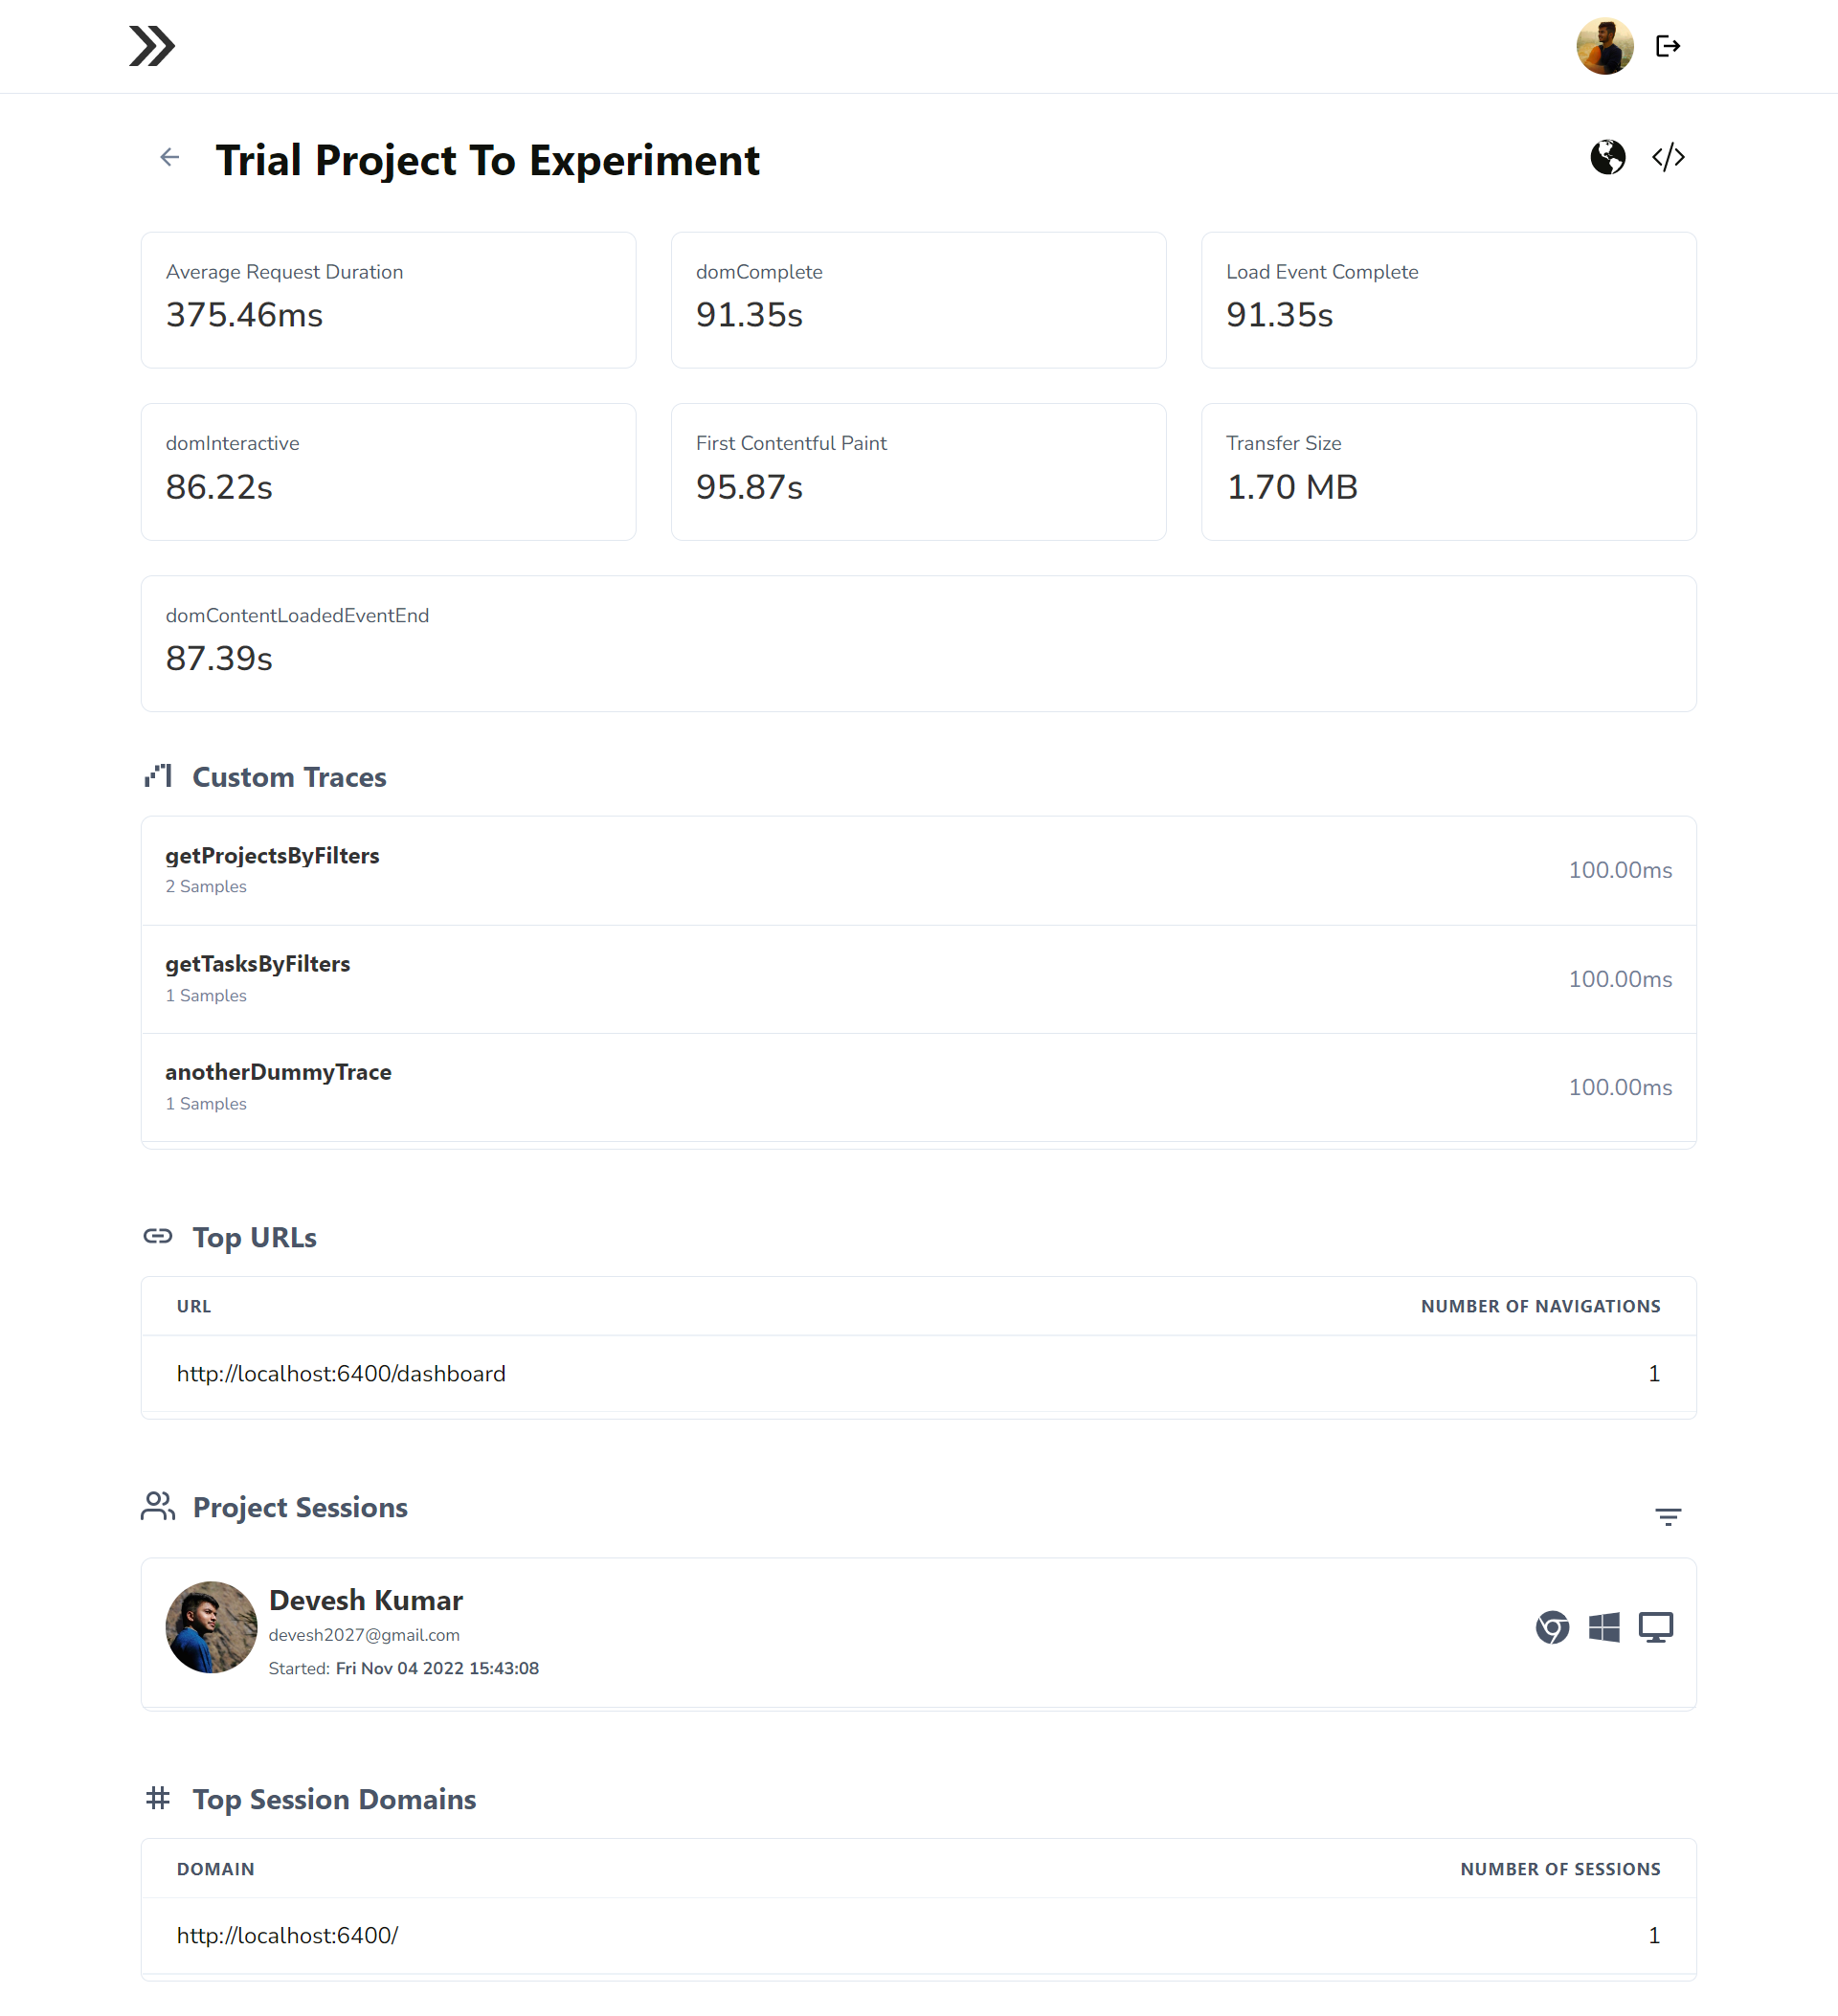 Trial Project To Experiment
Average Request Duration
375.46ms
domComplete
91.35s
Load Event Complete
91.35s
domInteractive
86.22s
First Contentful Paint
95.87s
Transfer Size
1.70 MB
domContentLoadedEventEnd
87.39s
Custom Traces
getProjectsByFilters
2 Samples
100.00ms
getTasksByFilters
1 Samples
100.00ms
anotherDummyTrace
1 Samples
100.00ms
Top URLs
URL NUMBER OF NAVIGATIONS
http://localhost:6400/dashboard 1
Project Sessions
Devesh Kumar
devesh2027@gmail.com
Started: Fri Nov 04 2022 15:43:08
Top Session Domains
DOMAIN NUMBER OF SESSIONS
http://localhost:6400/ 1